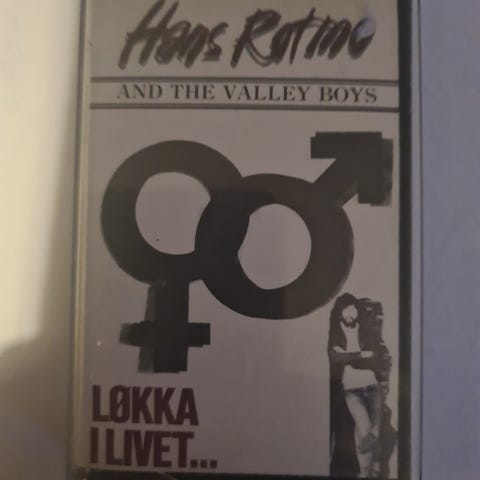 Hans Rotmo
AND THE VALLEY BOYS
LØKKA
I LIVET...